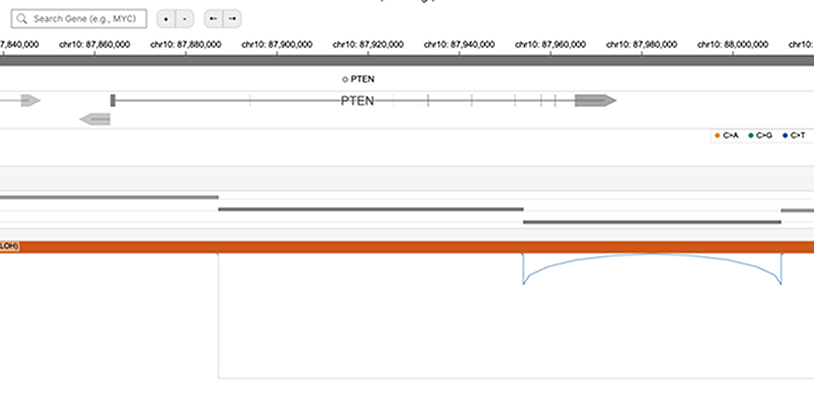 Search Gene (e.g., MYC) + - ← →
7,840,000 chr10: 87,860,000 chr10: 87,880,000 chr10: 87,900,000 chr10: 87,920,000 chr10: 87,940,000 chr10: 87,960,000 chr10: 87,980,000 chr10: 88,000,000 chr10:
PTEN
PTEN
C>A C>G C>T
LOH)